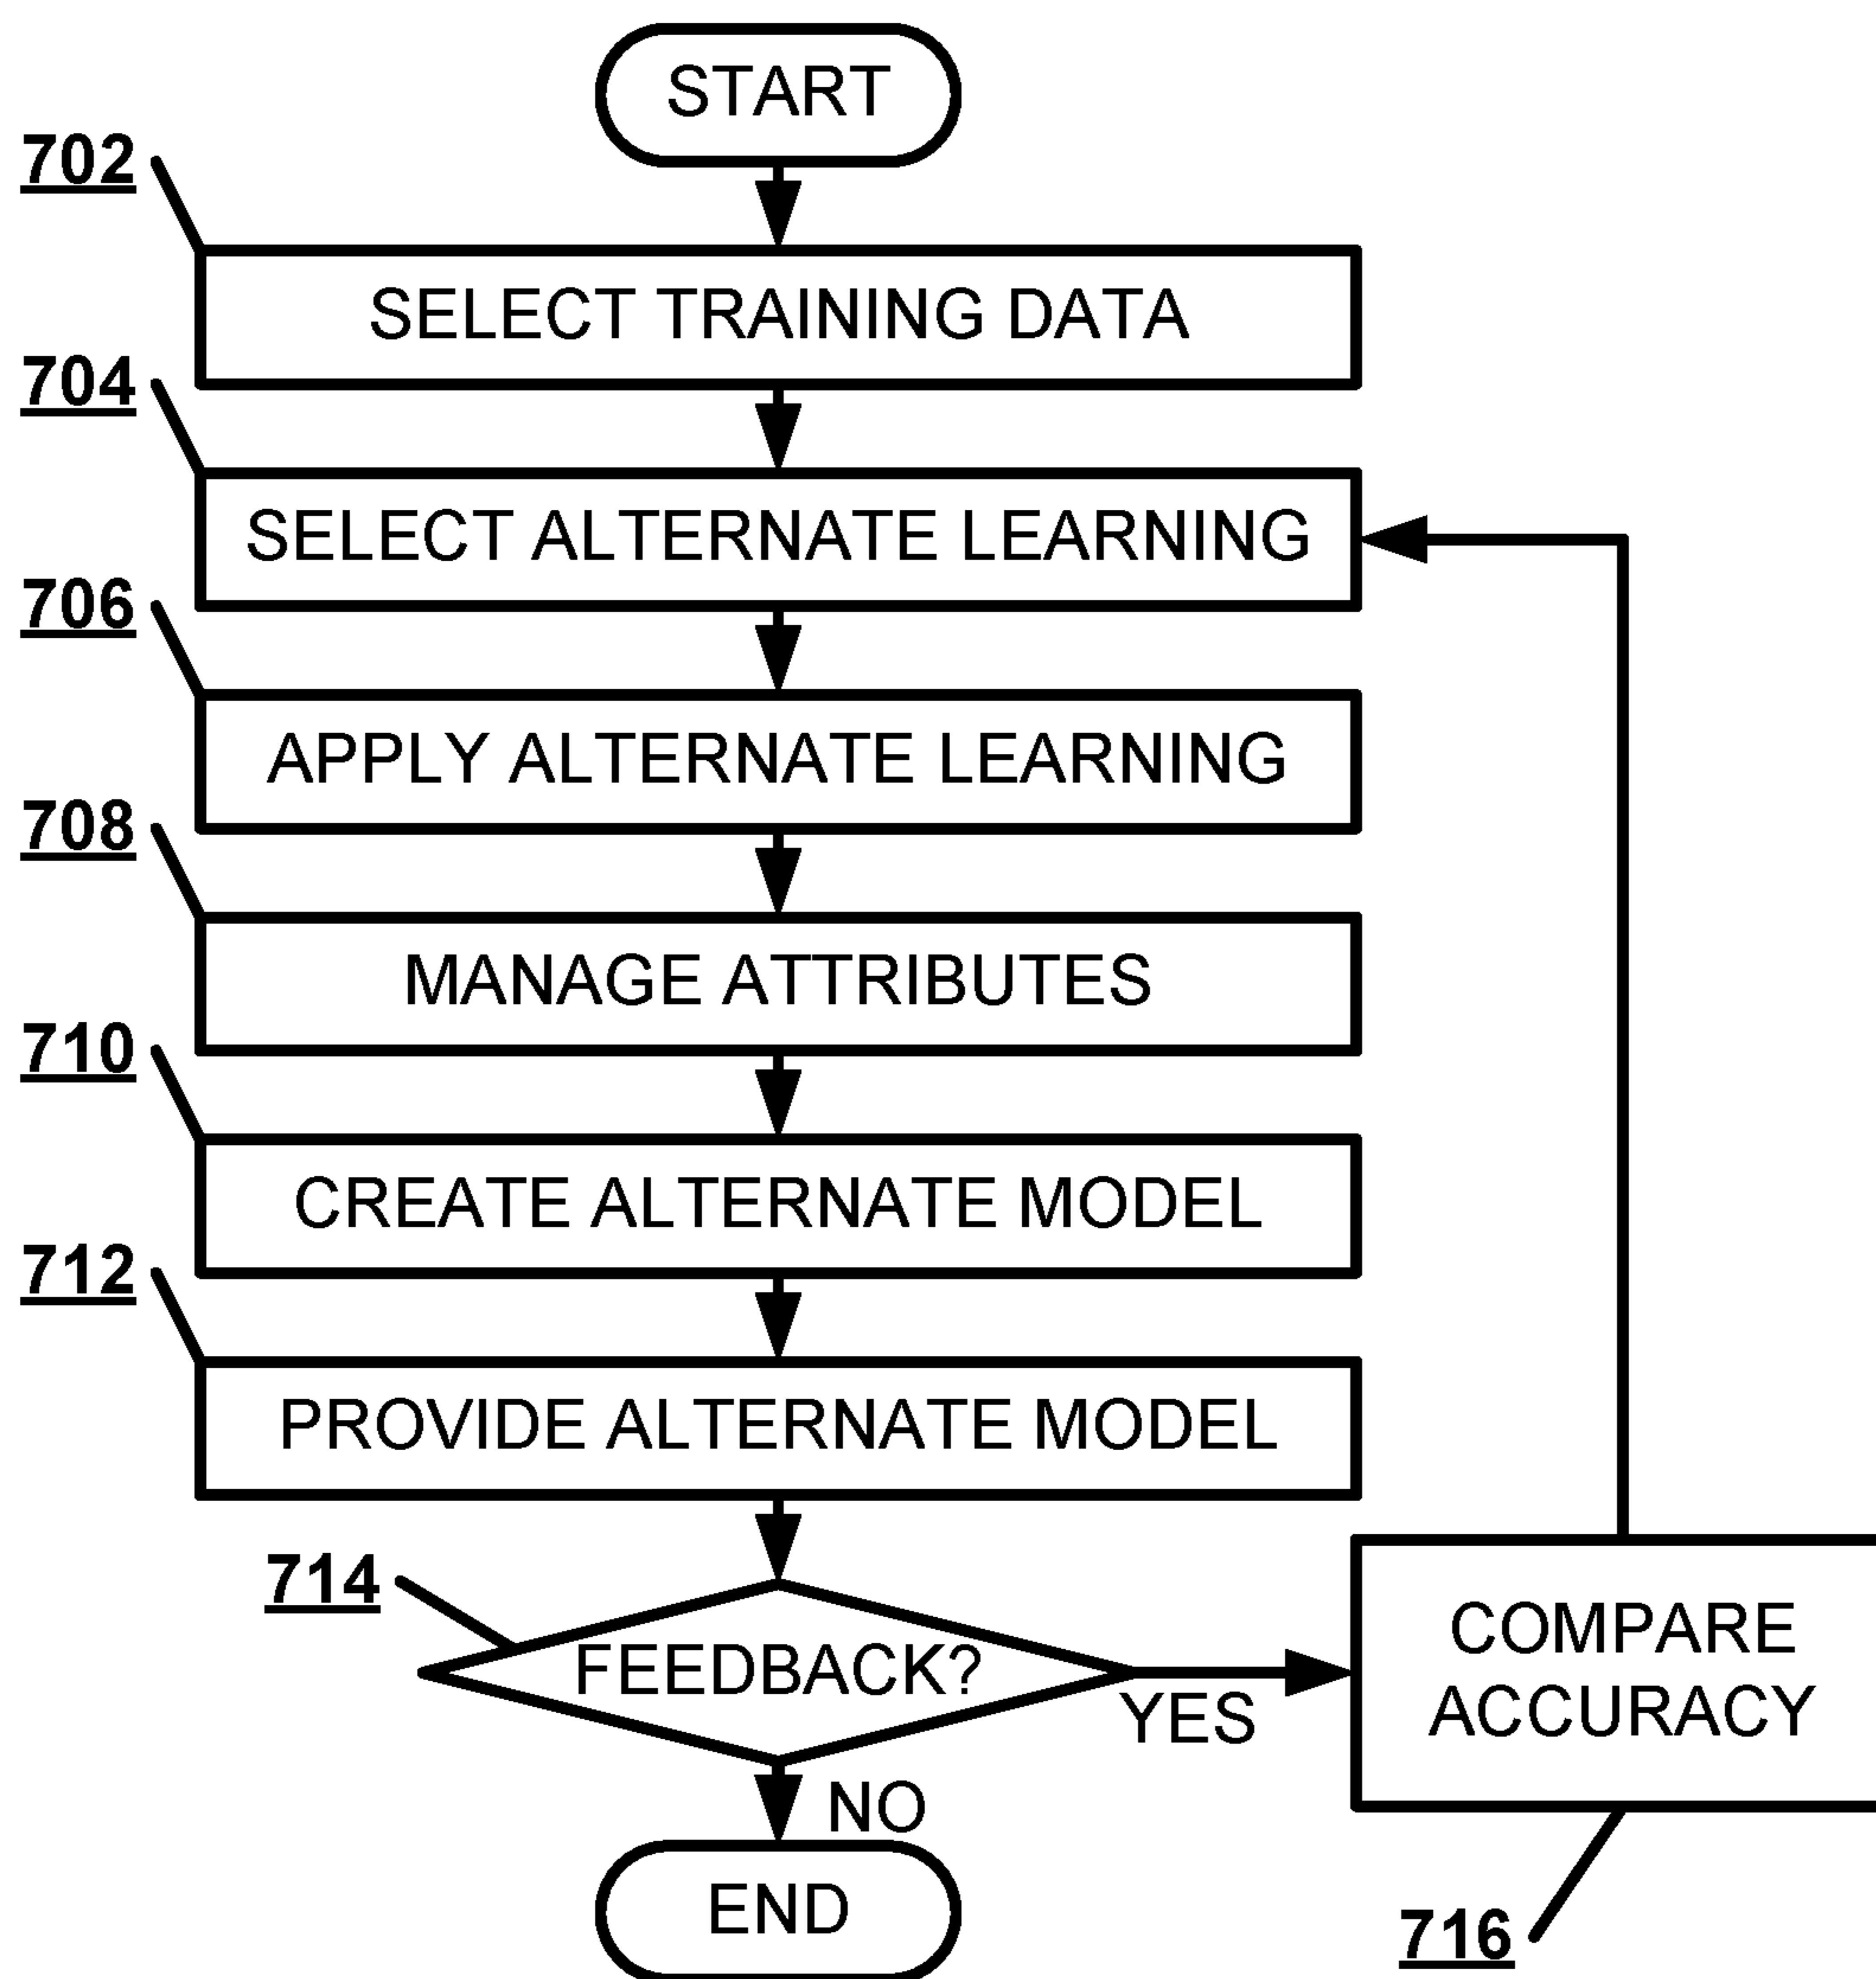 START
702
SELECT TRAINING DATA
704
SELECT ALTERNATE LEARNING
706
APPLY ALTERNATE LEARNING
708
MANAGE ATTRIBUTES
710
CREATE ALTERNATE MODEL
712
PROVIDE ALTERNATE MODEL
714
FEEDBACK?
YES
COMPARE
ACCURACY
NO
END
716